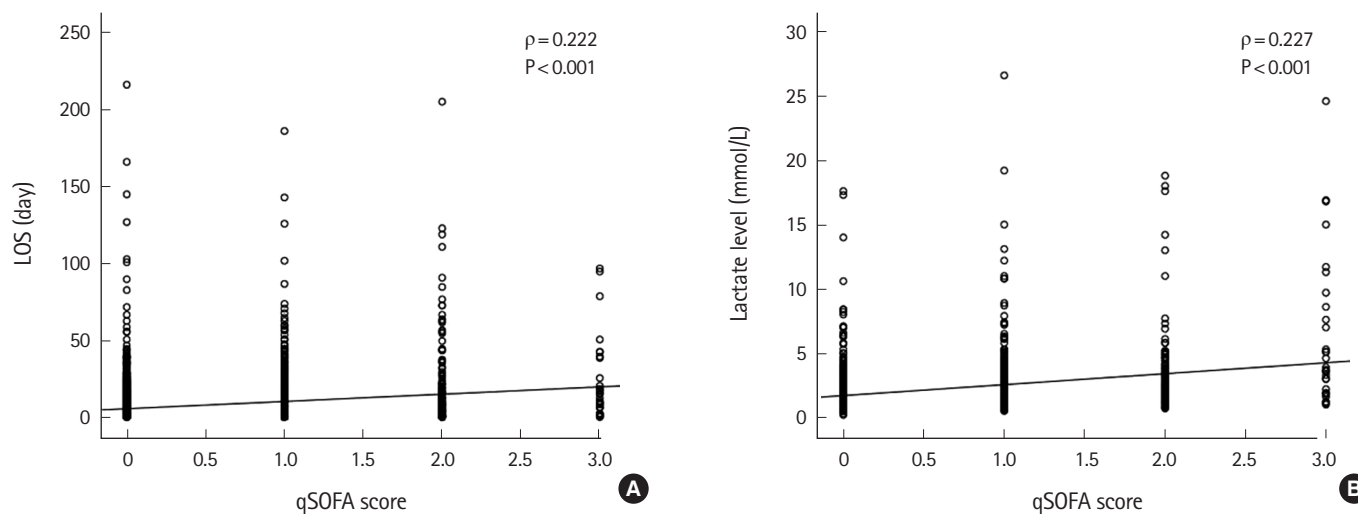 250
200
150
100
50
0
LOS (day)
ρ=0.222
P<0.001
0 0.5 1.0 1.5 2.0 2.5 3.0
qSOFA score
A
30
25
20
15
10
5
0
Lactate level (mmol/L)
ρ=0.227
P<0.001
0 0.5 1.0 1.5 2.0 2.5 3.0
qSOFA score
B